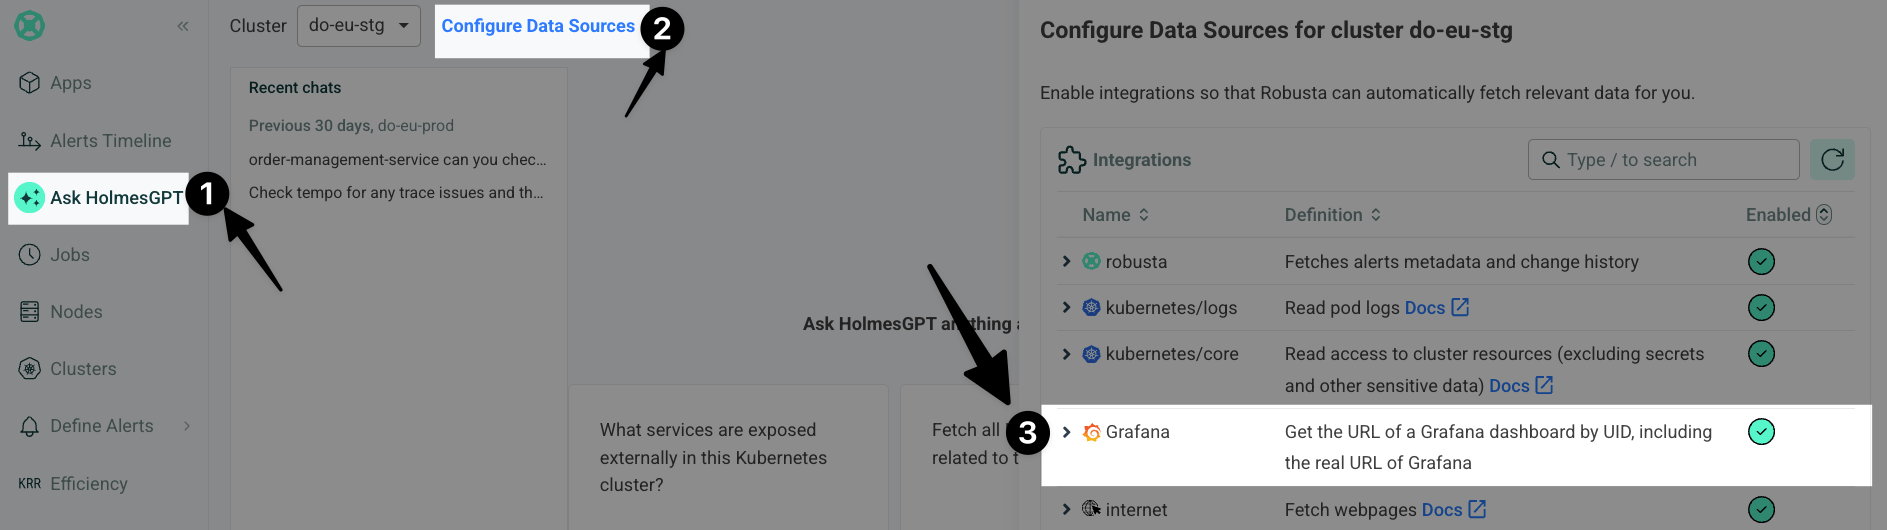 Cluster do-eu-stg Configure Data Sources 2
Configure Data Sources for cluster do-eu-stg
Apps
Alerts Timeline
Ask HolmesGPT 1
Jobs
Nodes
Clusters
Define Alerts
KRR Efficiency
Recent chats
Previous 30 days, do-eu-prod
order-management-service can you chec...
Check tempo for any trace issues and th...
Ask HolmesGPT anything
What services are exposed
externally in this Kubernetes
cluster?
Fetch all
related to
3
Enable integrations so that Robusta can automatically fetch relevant data for you.
Integrations Type / to search
Name Definition Enabled
robusta Fetches alerts metadata and change history
kubernetes/logs Read pod logs Docs
kubernetes/core Read access to cluster resources (excluding secrets
and other sensitive data) Docs
Grafana Get the URL of a Grafana dashboard by UID, including
the real URL of Grafana
internet Fetch webpages Docs